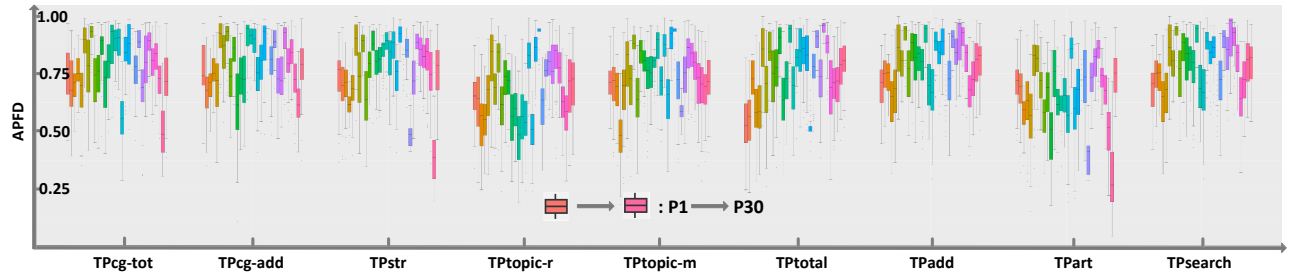 1.00
0.75
0.50
0.25
APFD
: P1 P30
TPcg-tot TPcg-add TPstr TPtopic-r TPtopic-m TPtotal TPadd TPart TPsearch